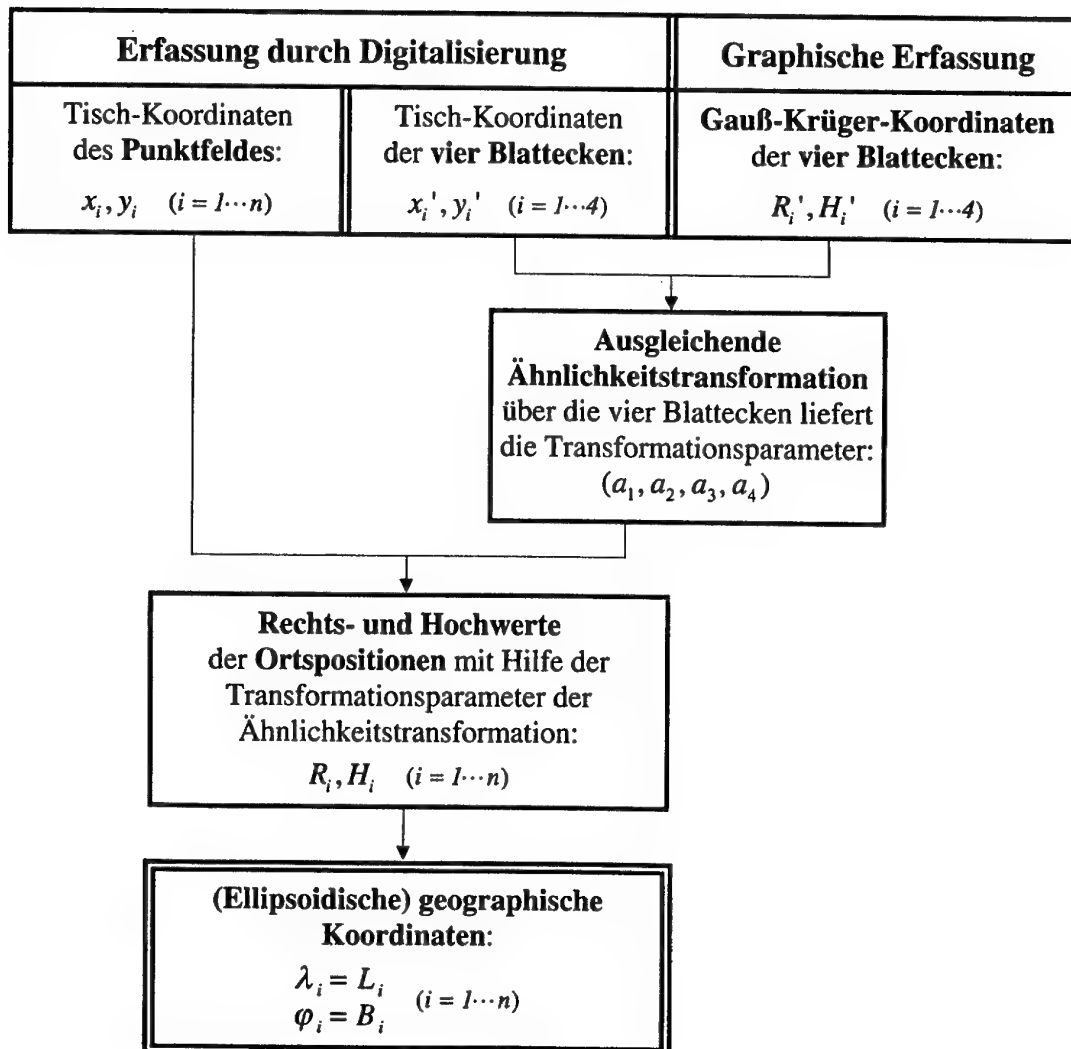 Erfassung durch Digitalisierung
Graphische Erfassung
Tisch-Koordinaten
des Punktfeldes:
x_i, y_i (i = 1···n)
Tisch-Koordinaten
der vier Blattecken:
x_i', y_i' (i = 1···4)
Gauß-Krüger-Koordinaten
der vier Blattecken:
R_i', H_i' (i = 1···4)
Ausgleichende
Ähnlichkeitstransformation
über die vier Blattecken liefert
die Transformationsparameter:
(a_1, a_2, a_3, a_4)
Rechts- und Hochwerte
der Ortspositionen mit Hilfe der
Transformationsparameter der
Ähnlichkeitstransformation:
R_i, H_i (i = 1···n)
(Ellipsoidische) geographische
Koordinaten:
λ_i = L_i
φ_i = B_i (i = 1···n)